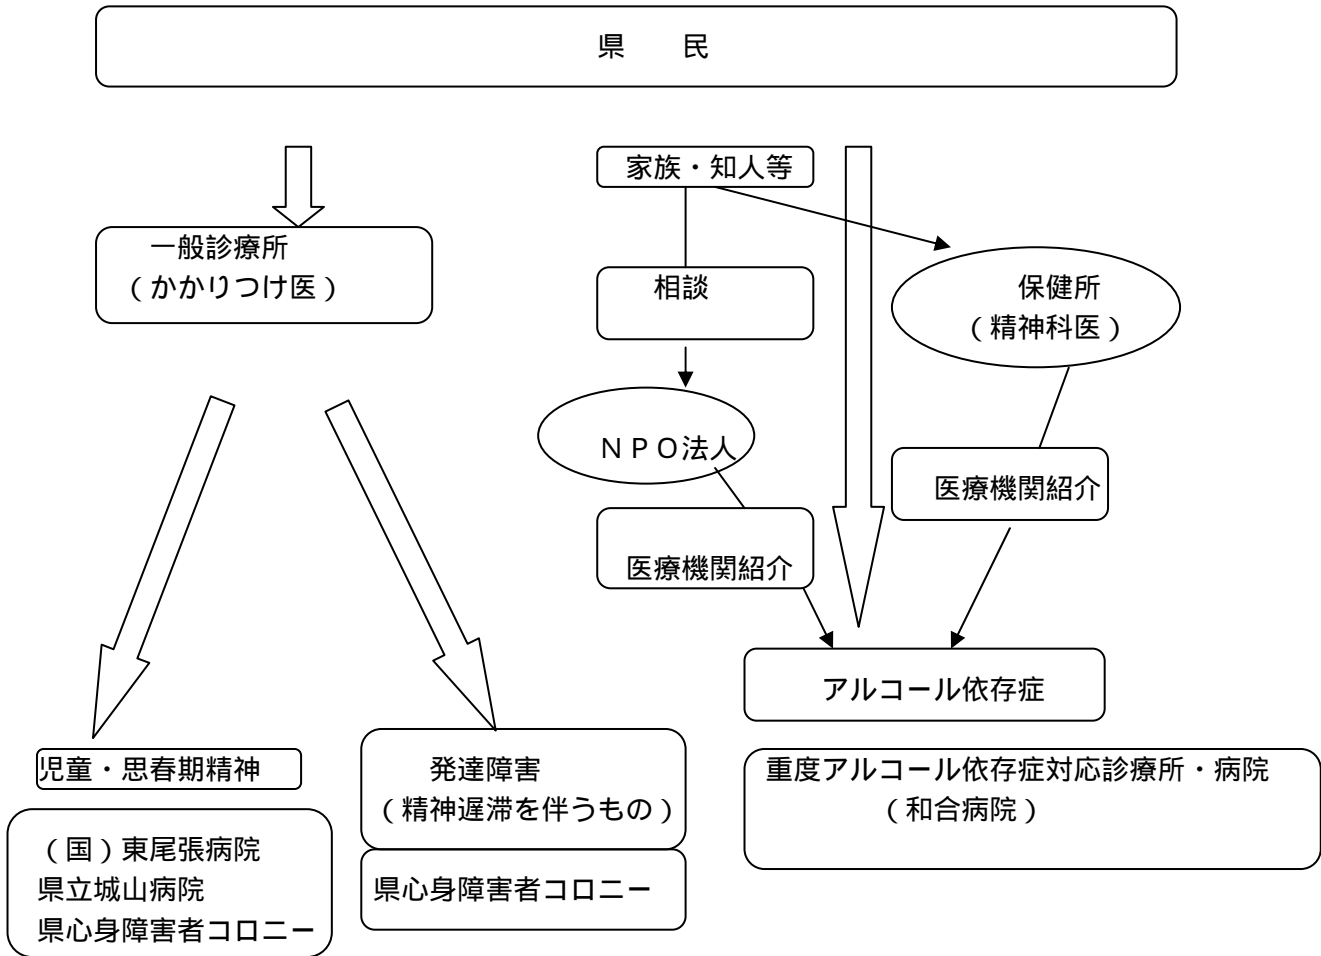 県　　民
家族・知人等
一般診療所
（かかりつけ医）
相談
保健所
（精神科医）
ＮＰＯ法人
医療機関紹介
医療機関紹介
アルコール依存症
児童・思春期精神
（国）東尾張病院
県立城山病院
県心身障害者コロニー
発達障害
（精神遅滞を伴うもの）
県心身障害者コロニー
重度アルコール依存症対応診療所・病院
（和合病院）